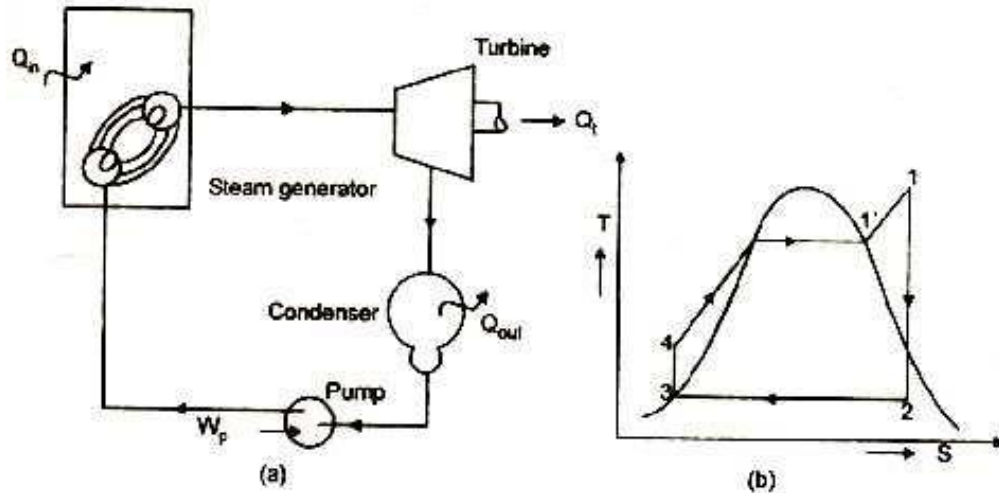 Turbine
Q_in
Q_t
Steam generator
T
1
1'
Condenser
Q_out
4
3
2
Pump
W_p
S
(a)
(b)